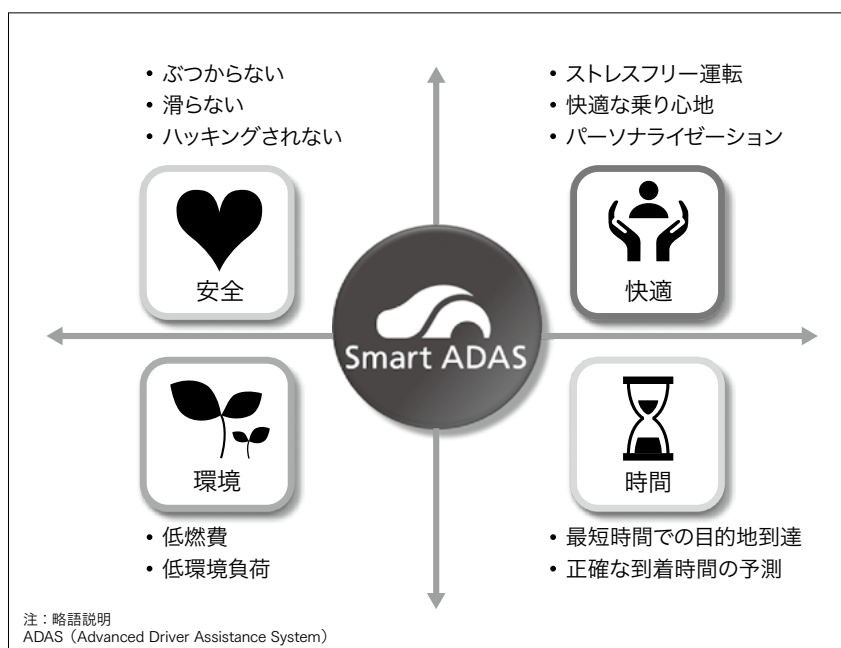 • ぶつからない
• 滑らない
• ハッキングされない
• ストレスフリー運転
• 快適な乗り心地
• パーソナライゼーション
安全
快適
Smart ADAS
環境
時間
• 低燃費
• 低環境負荷
• 最短時間での目的地到達
• 正確な到着時間の予測
注：略語説明
ADAS（Advanced Driver Assistance System）